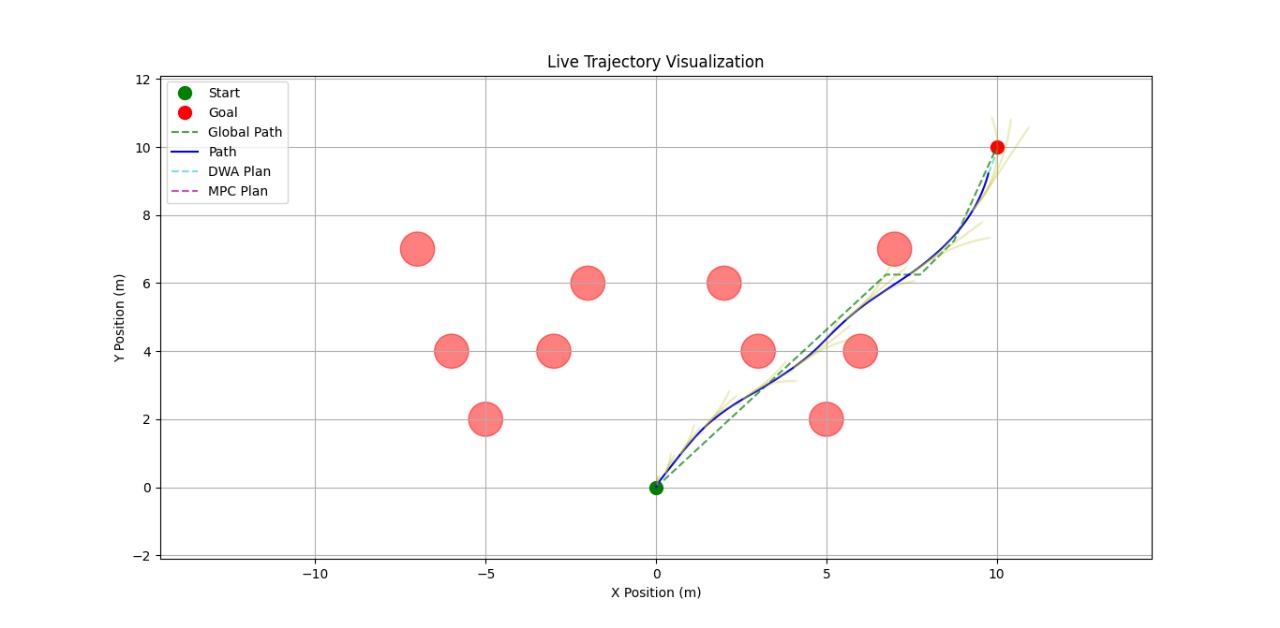 Live Trajectory Visualization
Start
Goal
Global Path
Path
DWA Plan
MPC Plan
12
10
8
6
4
2
0
−2
Y Position (m)
−10 −5 0 5 10
X Position (m)